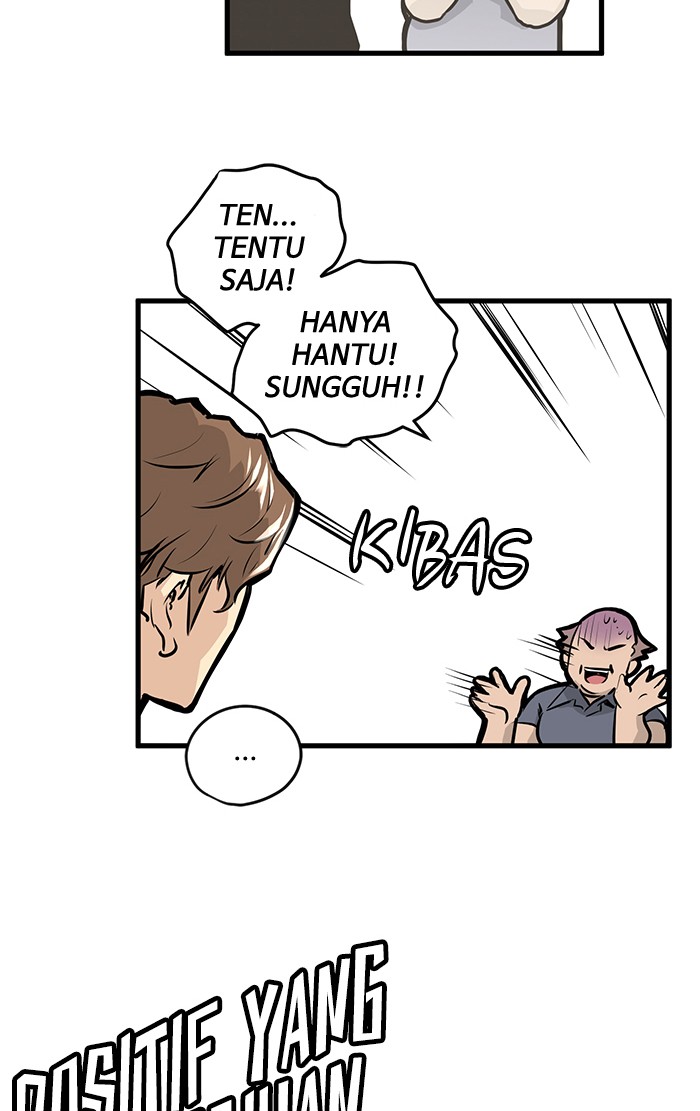 TEN...
TENTU
SAJA!
HANYA
HANTU!
SUNGGUH!!
KIBAS
...
POSITIF YANG